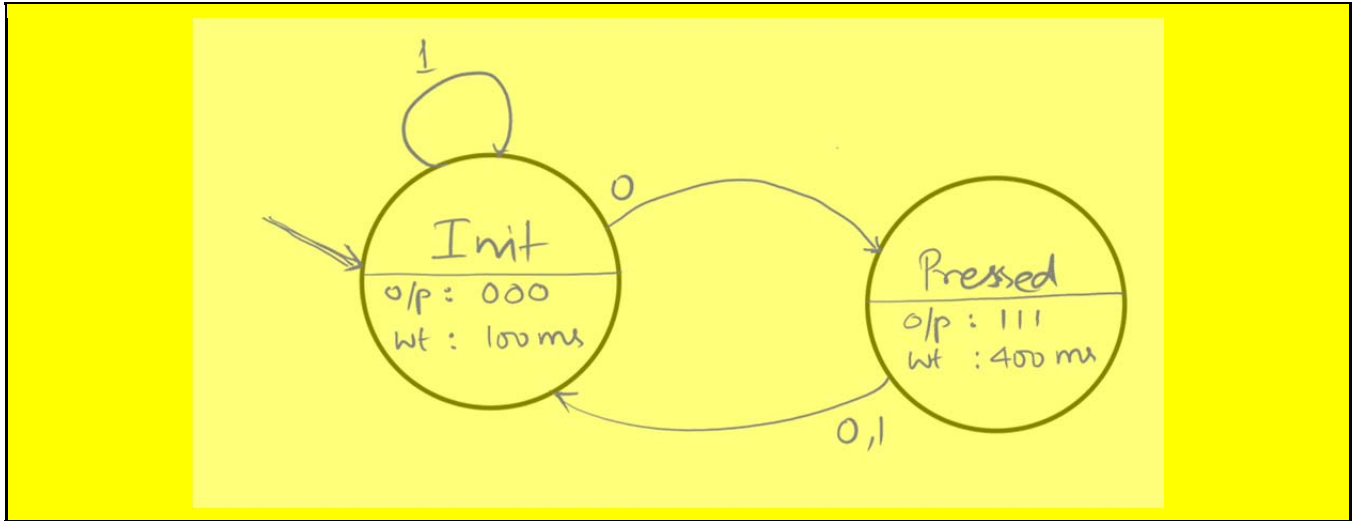 1
0
Init
o/p : 000
wt : 100 ms
Pressed
o/p : 111
wt : 400 ms
0,1